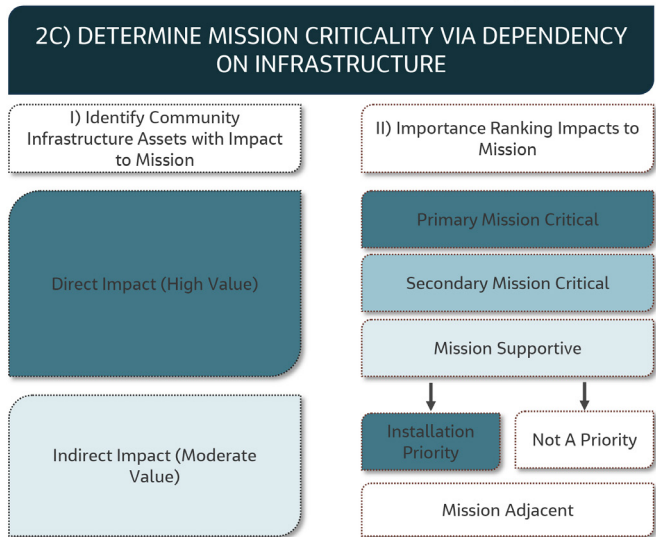 2C) DETERMINE MISSION CRITICALITY VIA DEPENDENCY
ON INFRASTRUCTURE
I) Identify Community
Infrastructure Assets with Impact
to Mission
Direct Impact (High Value)
Indirect Impact (Moderate
Value)
II) Importance Ranking Impacts to
Mission
Primary Mission Critical
Secondary Mission Critical
Mission Supportive
Installation
Priority
Not A Priority
Mission Adjacent